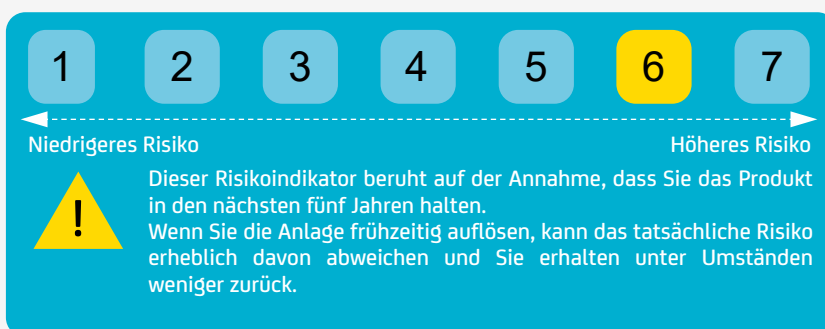 1 2 3 4 5 6 7
Niedrigeres Risiko Höheres Risiko
Dieser Risikoindikator beruht auf der Annahme, dass Sie das Produkt
in den nächsten fünf Jahren halten.
Wenn Sie die Anlage frühzeitig auflösen, kann das tatsächliche Risiko
erheblich davon abweichen und Sie erhalten unter Umständen
weniger zurück.
!